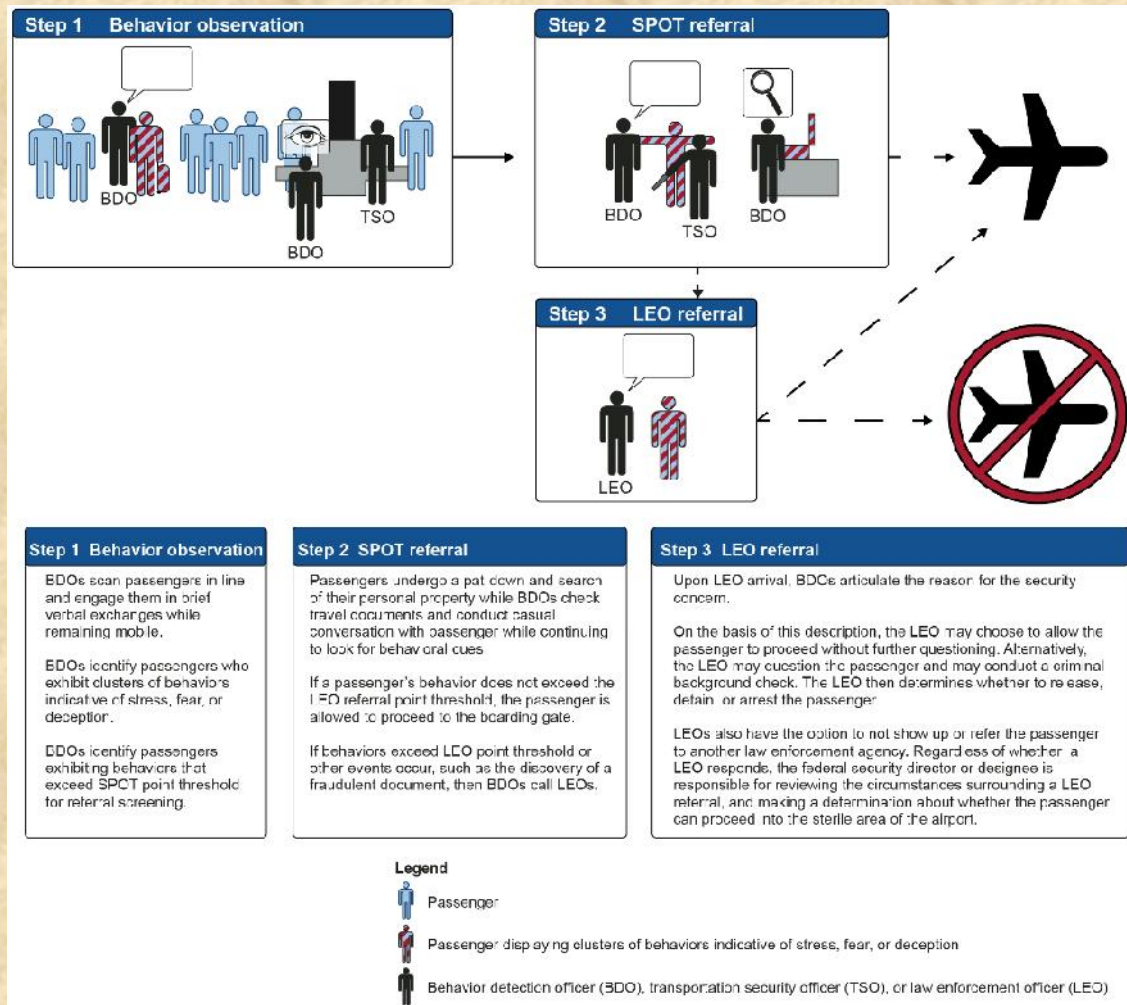 Step 1 Behavior observation
BDO
BDO
TSO
Step 2 SPOT referral
BDO
TSO
BDO
Step 3 LEO referral
LEO
Step 1 Behavior observation
BDOs scan passengers in line
and engage them in brief
verbal exchanges while
remaining mobile.
BDOs identify passengers who
exhibit clusters of behaviors
indicative of stress, fear, or
deception.
BDOs identify passengers
exhibiting behaviors that
exceed SPOT point threshold
for referral screening.
Step 2 SPOT referral
Passengers undergo a pat down and search
of their personal property while BDOs check
travel documents and conduct casual
conversation with passenger while continuing
to look for behavioral cues
If a passenger's behavior does not exceed the
LEO referral point threshold, the passenger is
allowed to proceed to the boarding gate.
If behaviors exceed LEO point threshold or
other events occur, such as the discovery of a
fraudulent document, then BDOs call LEOs.
Step 3 LEO referral
Upon LEO arrival, BDOs articulate the reason for the security
concern.
On the basis of this description, the LEO may choose to allow the
passenger to proceed without further questioning. Alternatively,
the LEO may question the passenger and may conduct a criminal
background check. The LEO then determines whether to release,
detain or arrest the passenger
LEOs also have the option to not show up or refer the passenger
to another law enforcement agency. Regardless of whether a
LEO responds, the federal security director or designee is
responsible for reviewing the circumstances surrounding a LEO
referral, and making a determination about whether the passenger
can proceed into the sterile area of the airport.
Legend
Passenger
Passenger displaying clusters of behaviors indicative of stress, fear, or deception
Behavior detection officer (BDO), transportation security officer (TSO), or law enforcement officer (LEO)